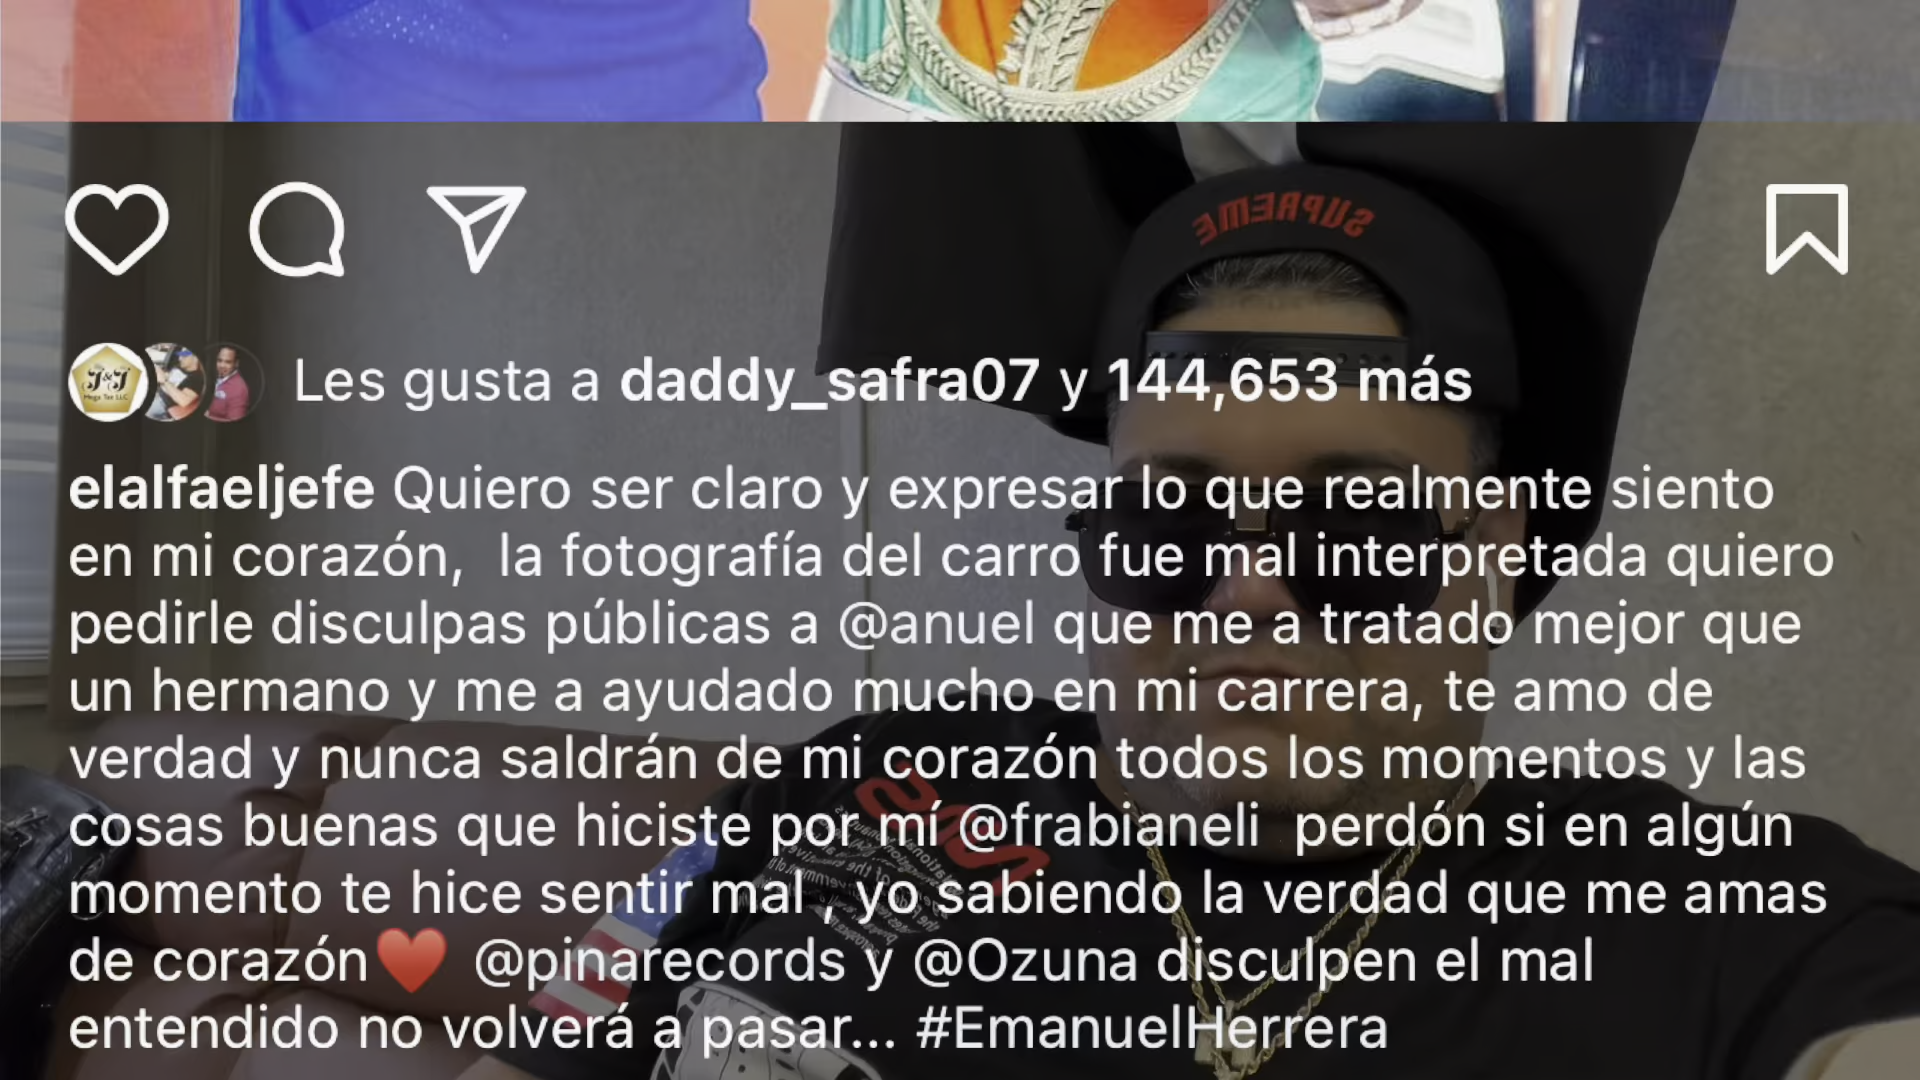 SUPREME
J&J
Mega Tax LLC
Les gusta a daddy_safra07 y 144,653 más
elalfaeljefe Quiero ser claro y expresar lo que realmente siento
en mi corazón,  la fotografía del carro fue mal interpretada quiero
pedirle disculpas públicas a @anuel que me a tratado mejor que
un hermano y me a ayudado mucho en mi carrera, te amo de
verdad y nunca saldrán de mi corazón todos los momentos y las
cosas buenas que hiciste por mí @frabianeli  perdón si en algún
momento te hice sentir mal , yo sabiendo la verdad que me amas
de corazón❤️ @pinarecords y @Ozuna disculpen el mal
entendido no volverá a pasar... #EmanuelHerrera